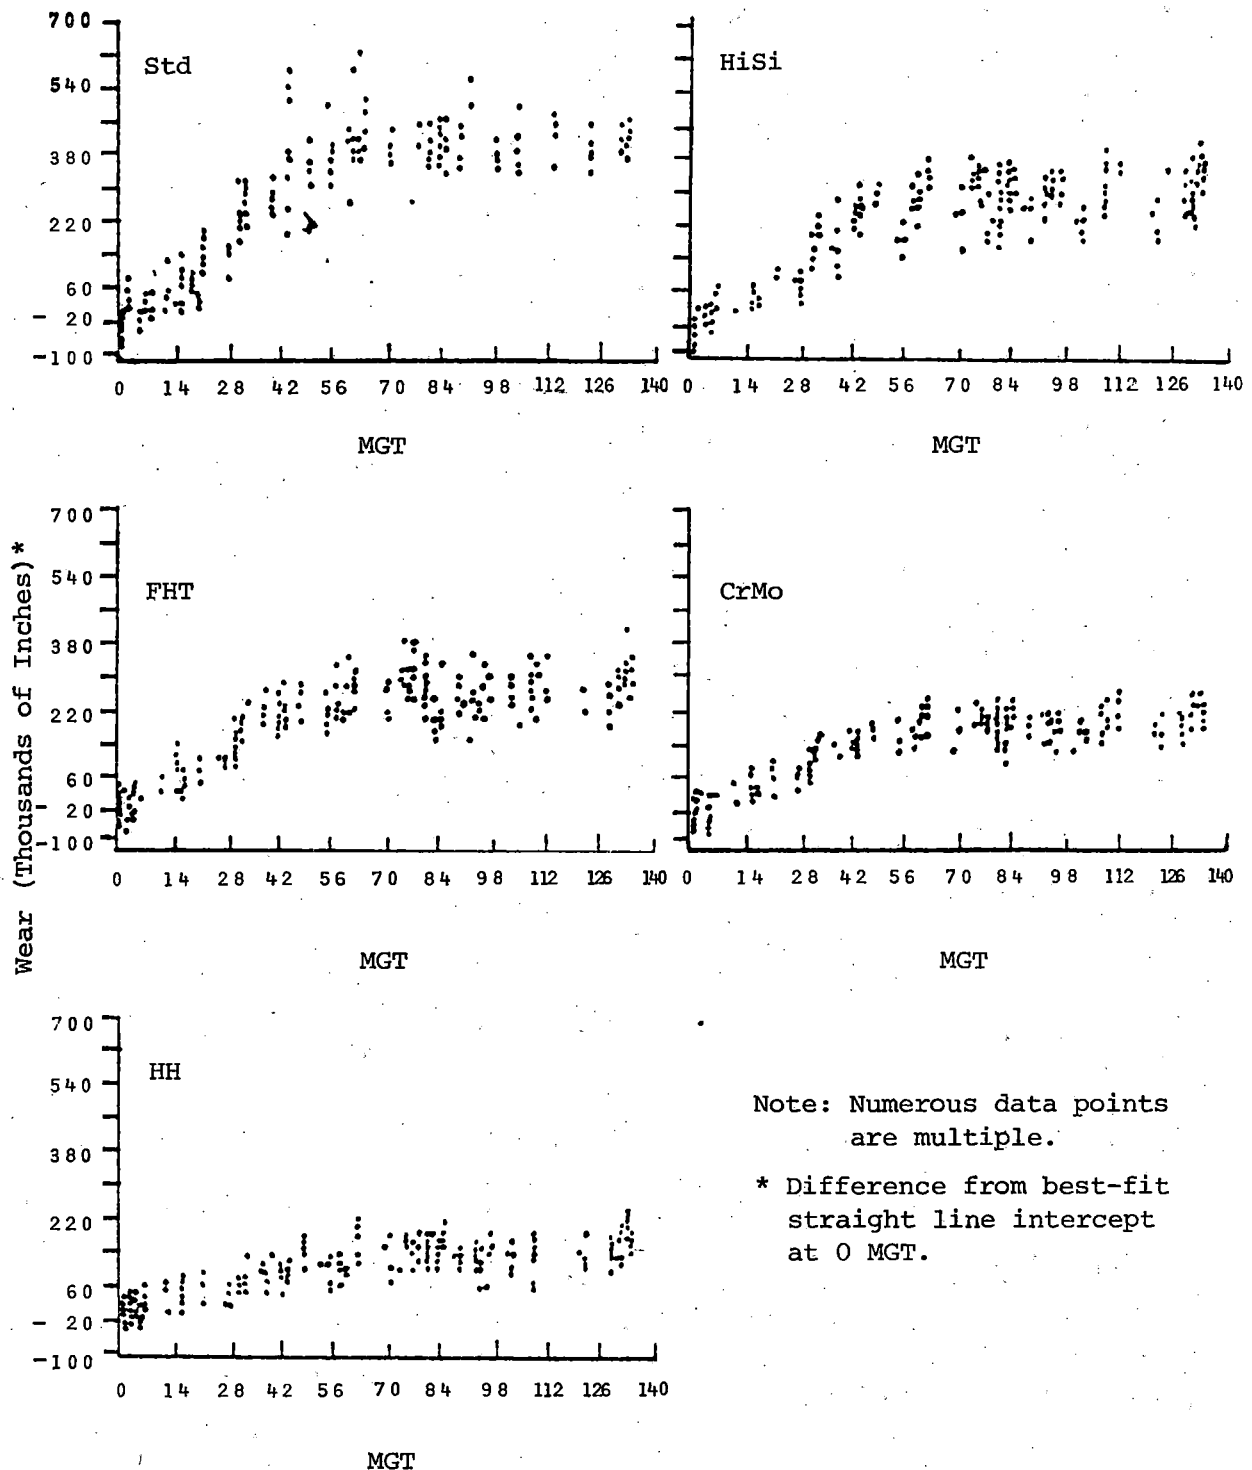 Wear (Thousands of Inches)*
Std
700
540
380
220
60
- 20
-100
0 14 28 42 56 70 84 98 112 126 140
MGT
HiSi
0 14 28 42 56 70 84 98 112 126 140
MGT
FHT
700
540
380
220
60
- 20
-100
0 14 28 42 56 70 84 98 112 126 140
MGT
CrMo
0 14 28 42 56 70 84 98 112 126 140
MGT
HH
700
540
380
220
60
- 20
-100
0 14 28 42 56 70 84 98 112 126 140
MGT
Note: Numerous data points
are multiple.
* Difference from best-fit
straight line intercept
at 0 MGT.